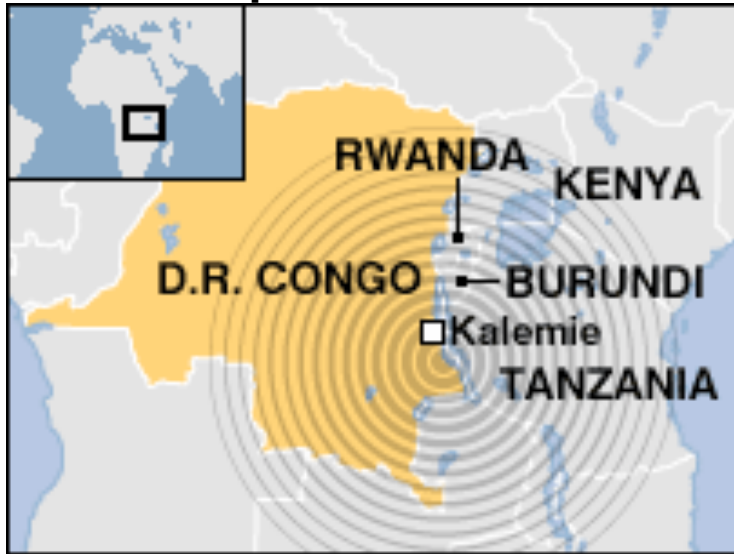 RWANDA
KENYA
D.R. CONGO
BURUNDI
Kalemie
TANZANIA